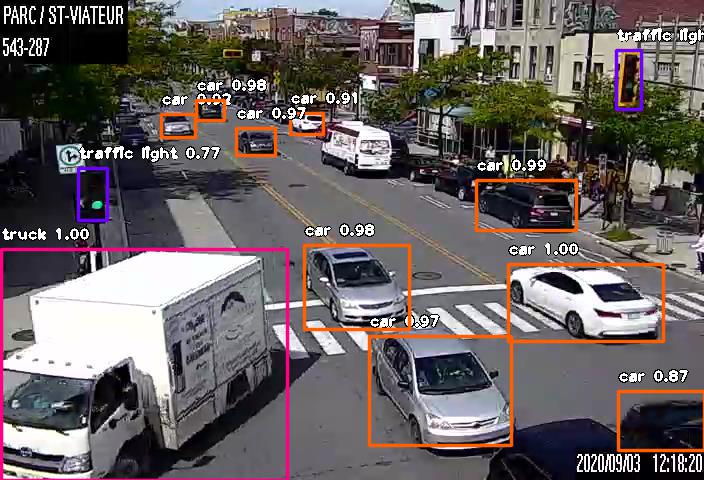 PARC / ST-VIATEUR
543-287
traffic ligh
car 0.98
car 0.92
car 0.97
car 0.91
traffic light 0.77
car 0.99
truck 1.00
car 0.98
car 1.00
car 0.97
car 0.87
2020/09/03 12:18:20